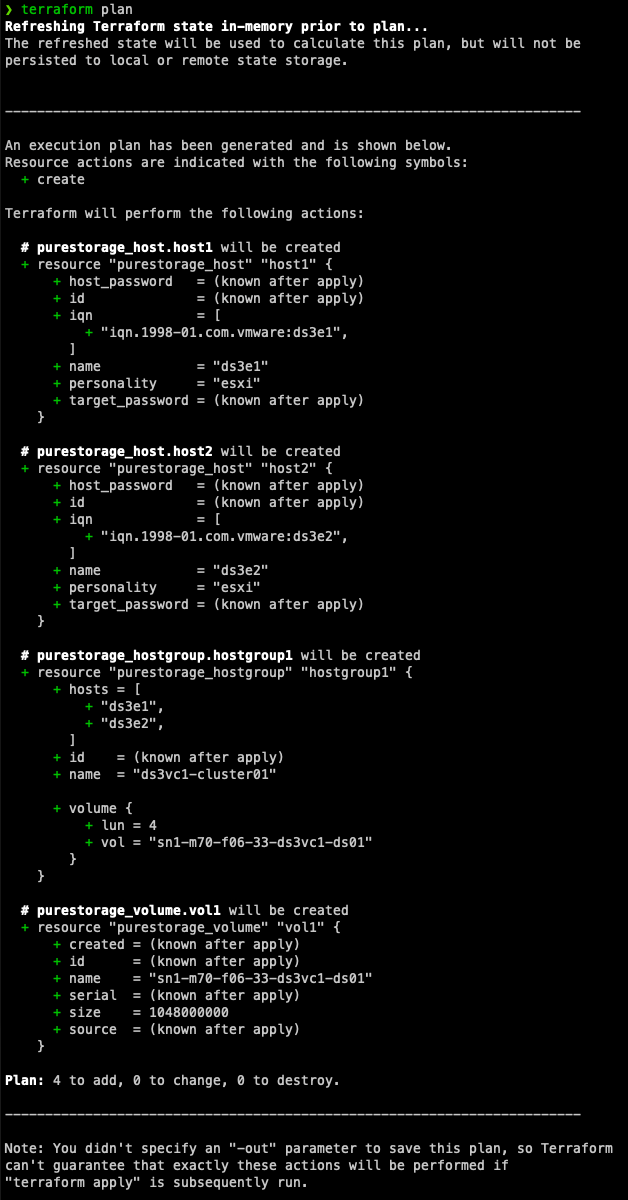 ❯ terraform plan
Refreshing Terraform state in-memory prior to plan...
The refreshed state will be used to calculate this plan, but will not be
persisted to local or remote state storage.

------------------------------------------------------------------------

An execution plan has been generated and is shown below.
Resource actions are indicated with the following symbols:
  + create

Terraform will perform the following actions:

  # purestorage_host.host1 will be created
  + resource "purestorage_host" "host1" {
      + host_password   = (known after apply)
      + id              = (known after apply)
      + iqn             = [
          + "iqn.1998-01.com.vmware:ds3e1",
        ]
      + name            = "ds3e1"
      + personality     = "esxi"
      + target_password = (known after apply)
    }

  # purestorage_host.host2 will be created
  + resource "purestorage_host" "host2" {
      + host_password   = (known after apply)
      + id              = (known after apply)
      + iqn             = [
          + "iqn.1998-01.com.vmware:ds3e2",
        ]
      + name            = "ds3e2"
      + personality     = "esxi"
      + target_password = (known after apply)
    }

  # purestorage_hostgroup.hostgroup1 will be created
  + resource "purestorage_hostgroup" "hostgroup1" {
      + hosts = [
          + "ds3e1",
          + "ds3e2",
        ]
      + id    = (known after apply)
      + name  = "ds3vc1-cluster01"

      + volume {
          + lun = 4
          + vol = "sn1-m70-f06-33-ds3vc1-ds01"
        }
    }

  # purestorage_volume.vol1 will be created
  + resource "purestorage_volume" "vol1" {
      + created = (known after apply)
      + id      = (known after apply)
      + name    = "sn1-m70-f06-33-ds3vc1-ds01"
      + serial  = (known after apply)
      + size    = 1048000000
      + source  = (known after apply)
    }

Plan: 4 to add, 0 to change, 0 to destroy.

------------------------------------------------------------------------

Note: You didn't specify an "-out" parameter to save this plan, so Terraform
can't guarantee that exactly these actions will be performed if
"terraform apply" is subsequently run.